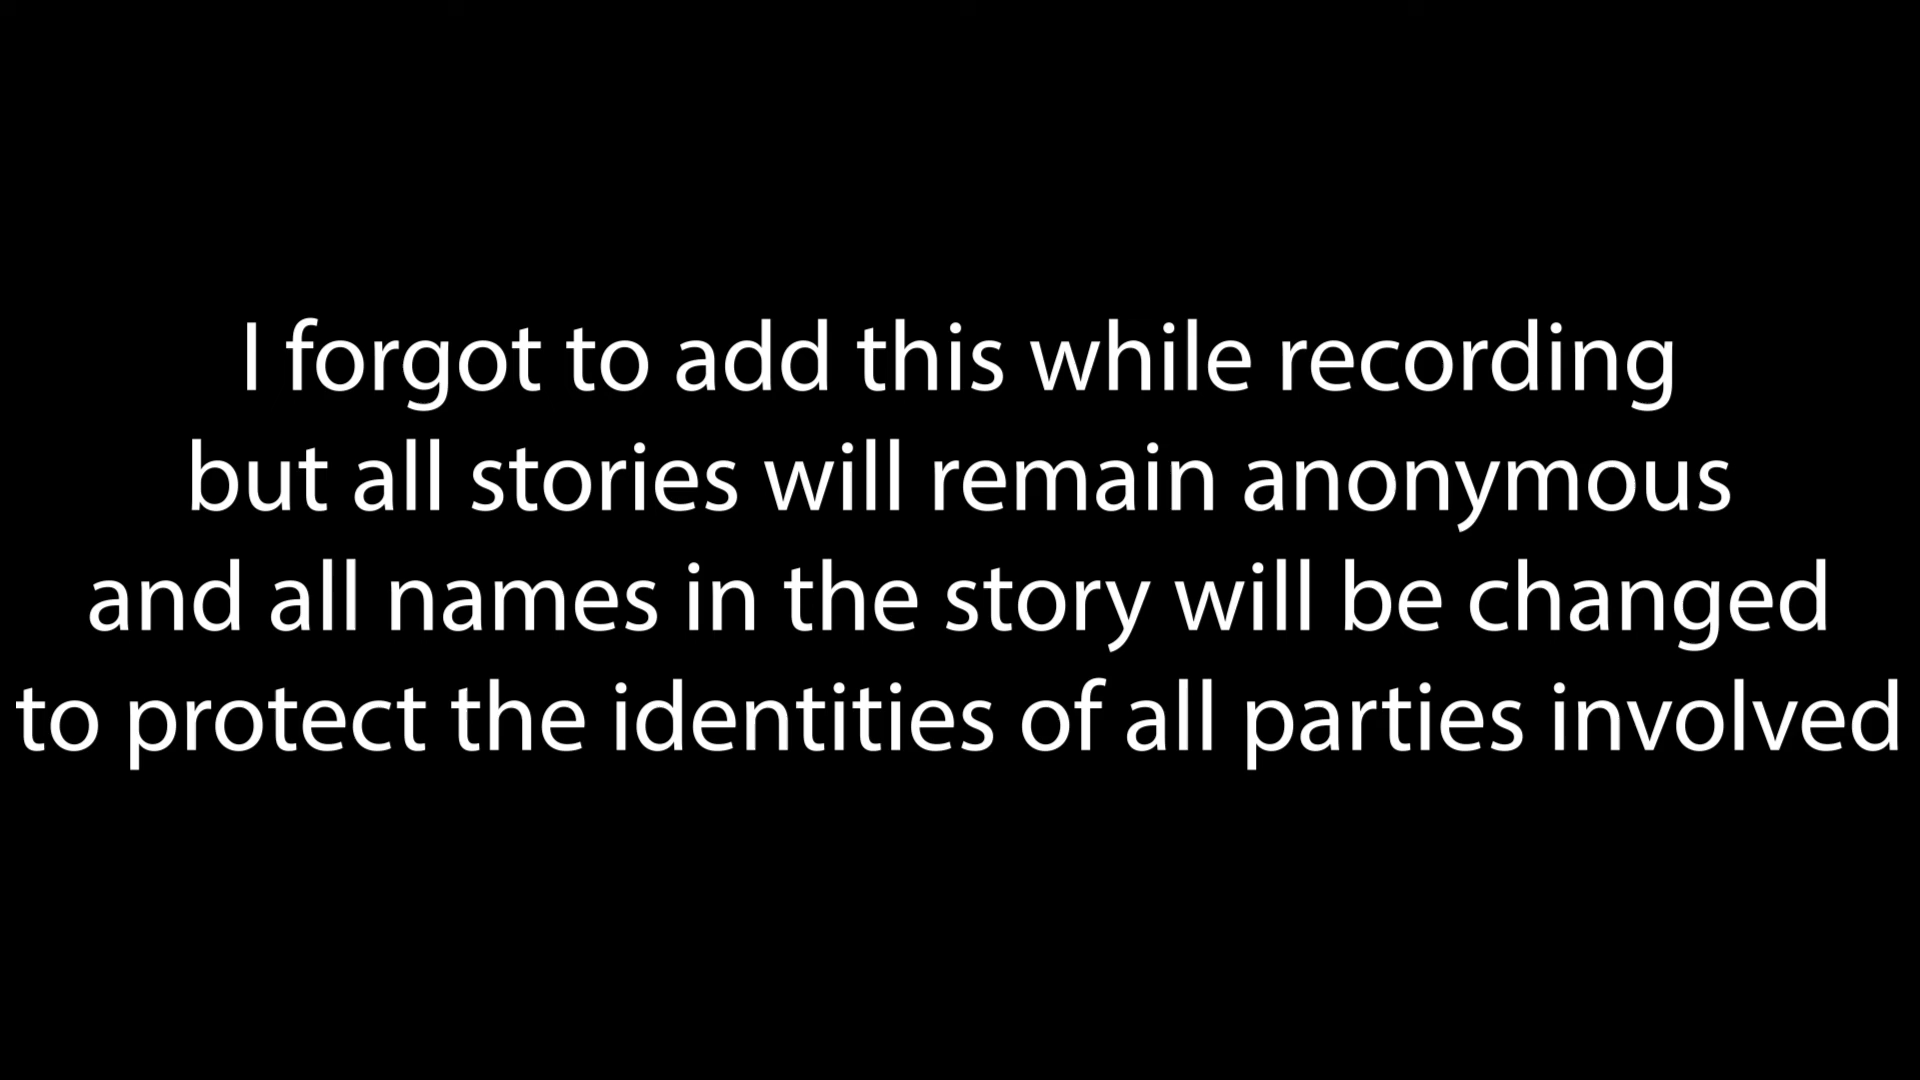 I forgot to add this while recording
but all stories will remain anonymous
and all names in the story will be changed
to protect the identities of all parties involved